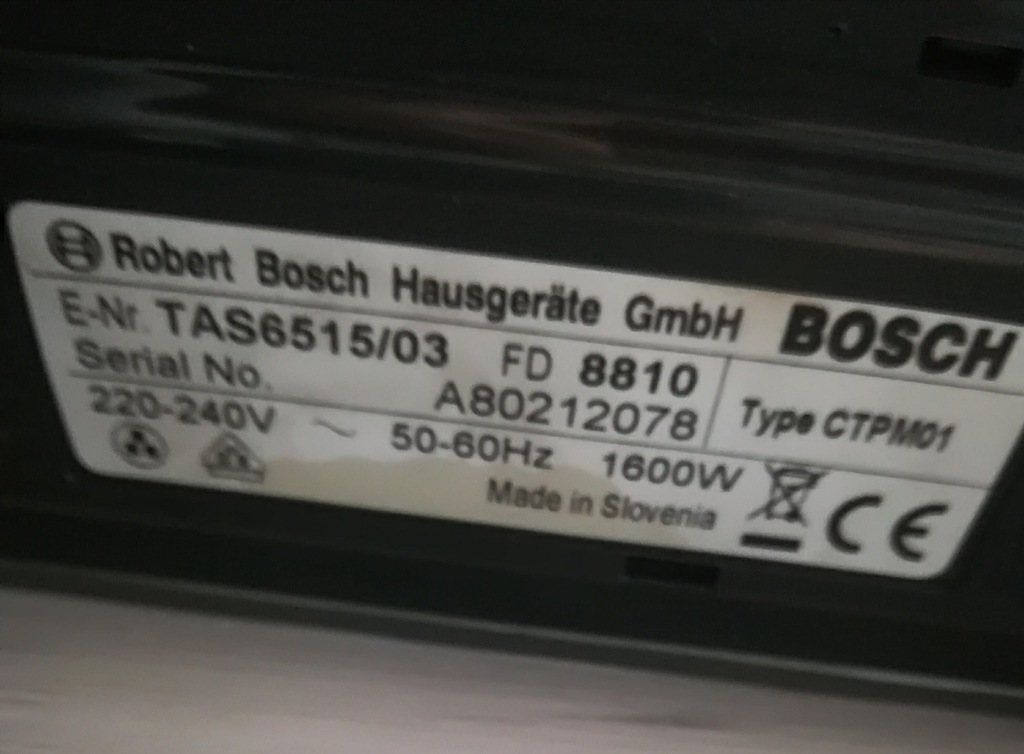 Robert Bosch Hausgeräte GmbH BOSCH
E-Nr. TAS6515/03 FD 8810
Serial No. A80212078
Type CTPM01
220-240V ~ 50-60Hz 1600W
Made in Slovenia
CE